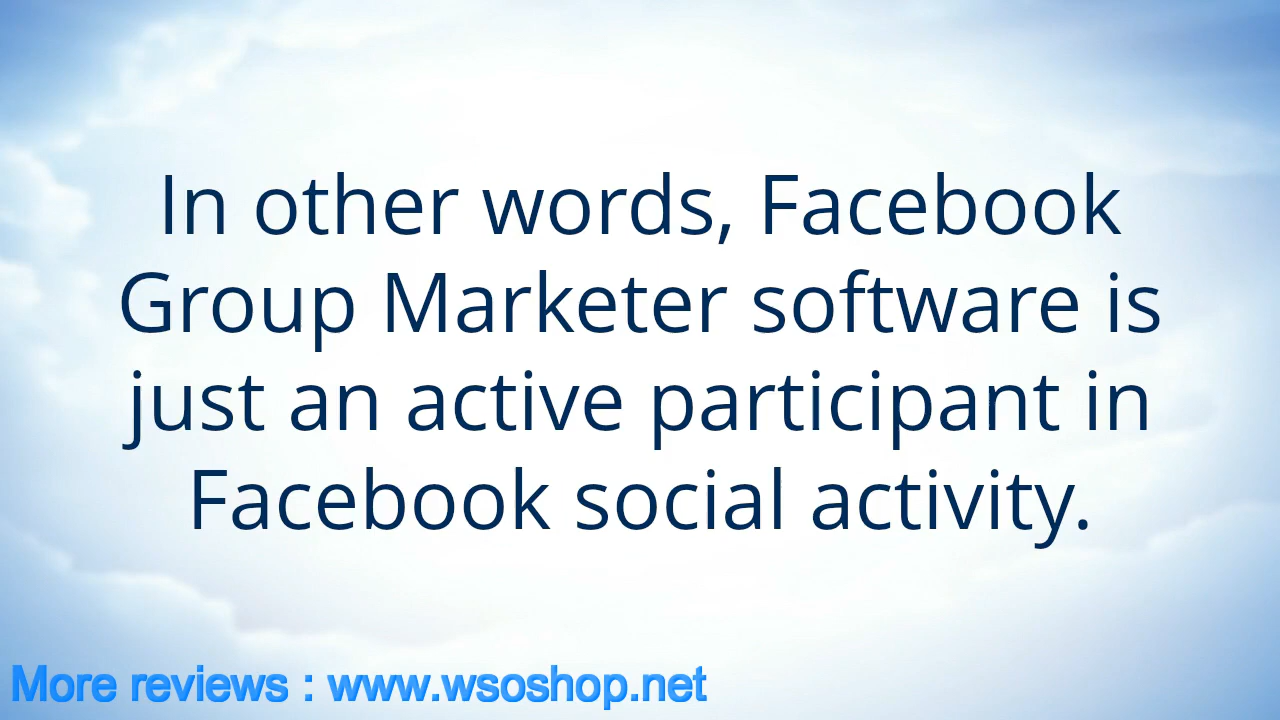 In other words, Facebook
Group Marketer software is
just an active participant in
Facebook social activity.
More reviews : www.wsoshop.net